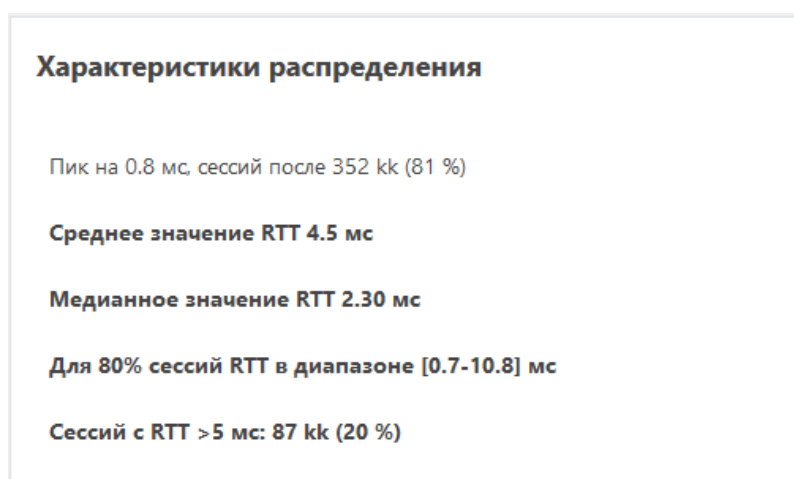 Характеристики распределения
Пик на 0.8 мс, сессий после 352 kk (81 %)
Среднее значение RTT 4.5 мс
Медианное значение RTT 2.30 мс
Для 80% сессий RTT в диапазоне [0.7-10.8] мс
Сессий с RTT >5 мс: 87 kk (20 %)